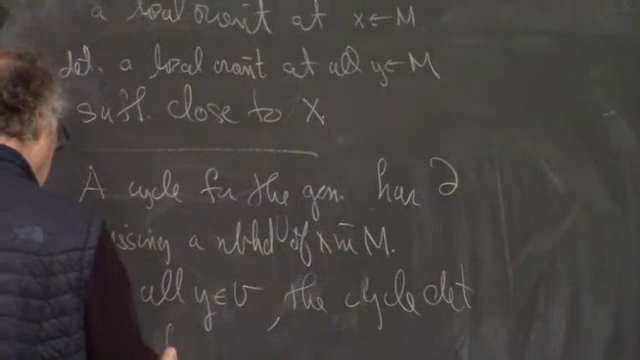 a local orient at x ∈ M
det. a local orient at all y ∈ M
suff. close to x.
A cycle for the gen. has ∂
missing a nbhd U of x in M.
all y ∈ U, the cycle det